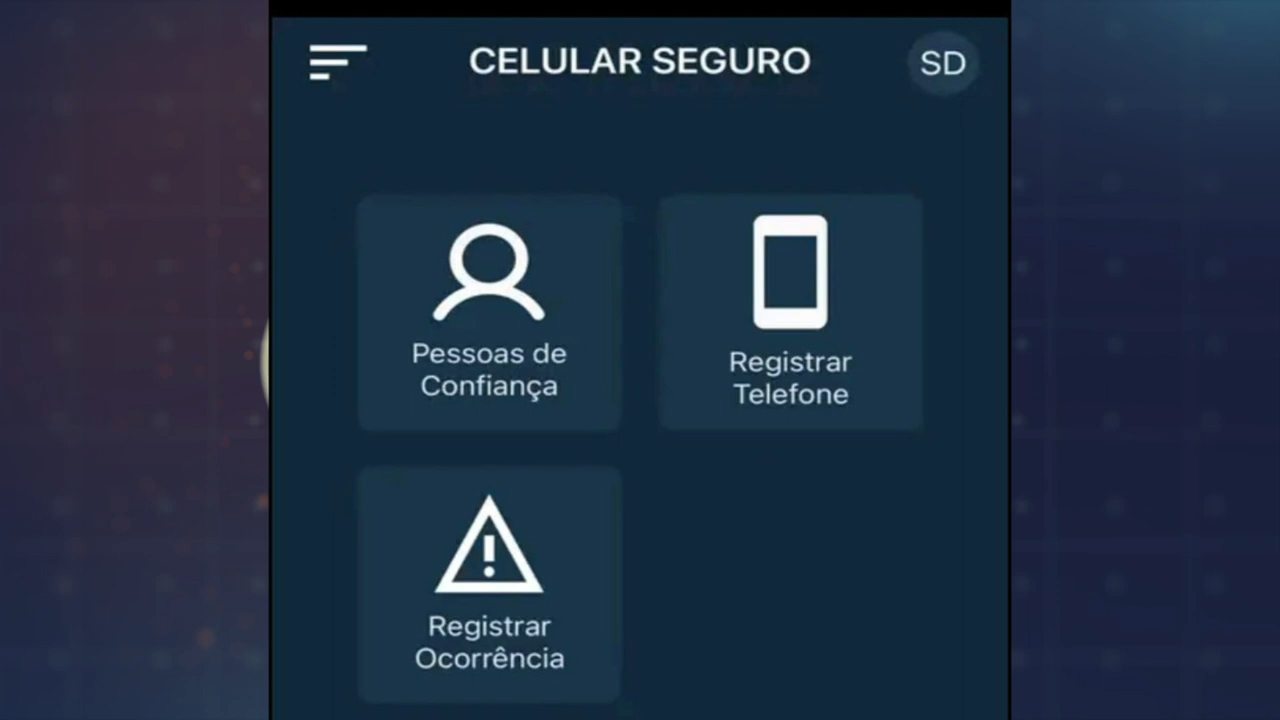 CELULAR SEGURO
SD
Pessoas de
Confiança
Registrar
Telefone
Registrar
Ocorrência